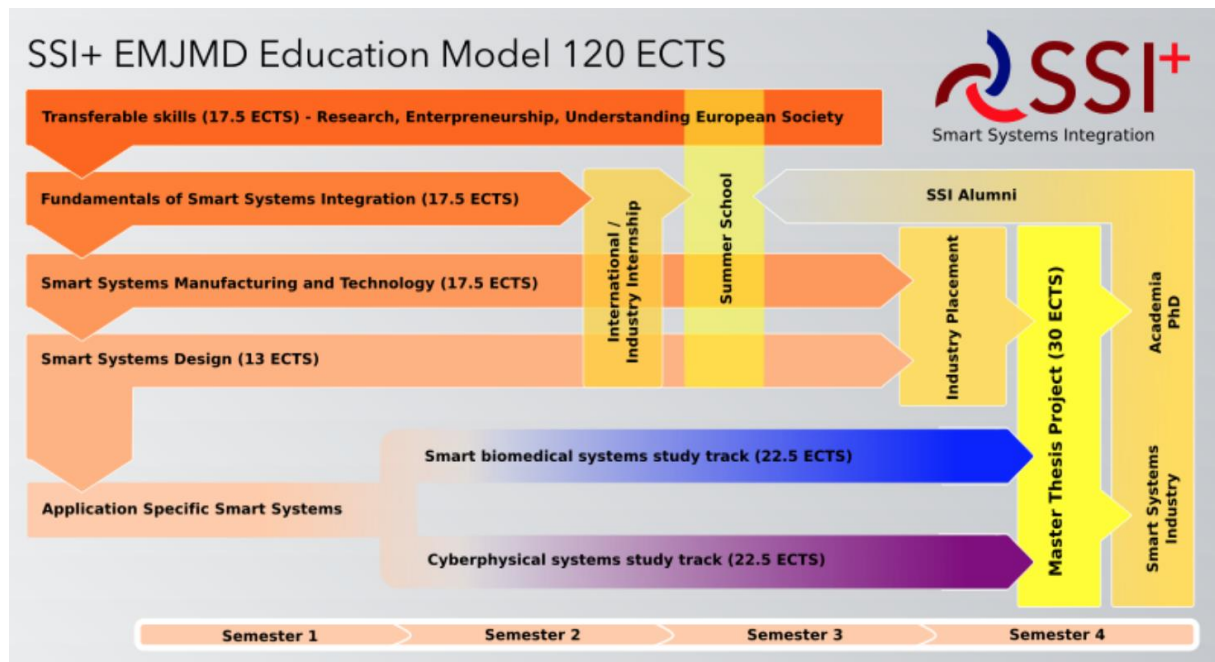 SSI+ EMJMD Education Model 120 ECTS
SSI+
Smart Systems Integration
Transferable skills (17.5 ECTS) - Research, Enterpreneurship, Understanding European Society
Fundamentals of Smart Systems Integration (17.5 ECTS)
International /
Industry Internship
Summer School
SSI Alumni
Smart Systems Manufacturing and Technology (17.5 ECTS)
Smart Systems Design (13 ECTS)
Industry Placement
Master Thesis Project (30 ECTS)
Academia
PhD
Smart Systems
Industry
Smart biomedical systems study track (22.5 ECTS)
Application Specific Smart Systems
Cyberphysical systems study track (22.5 ECTS)
Semester 1
Semester 2
Semester 3
Semester 4